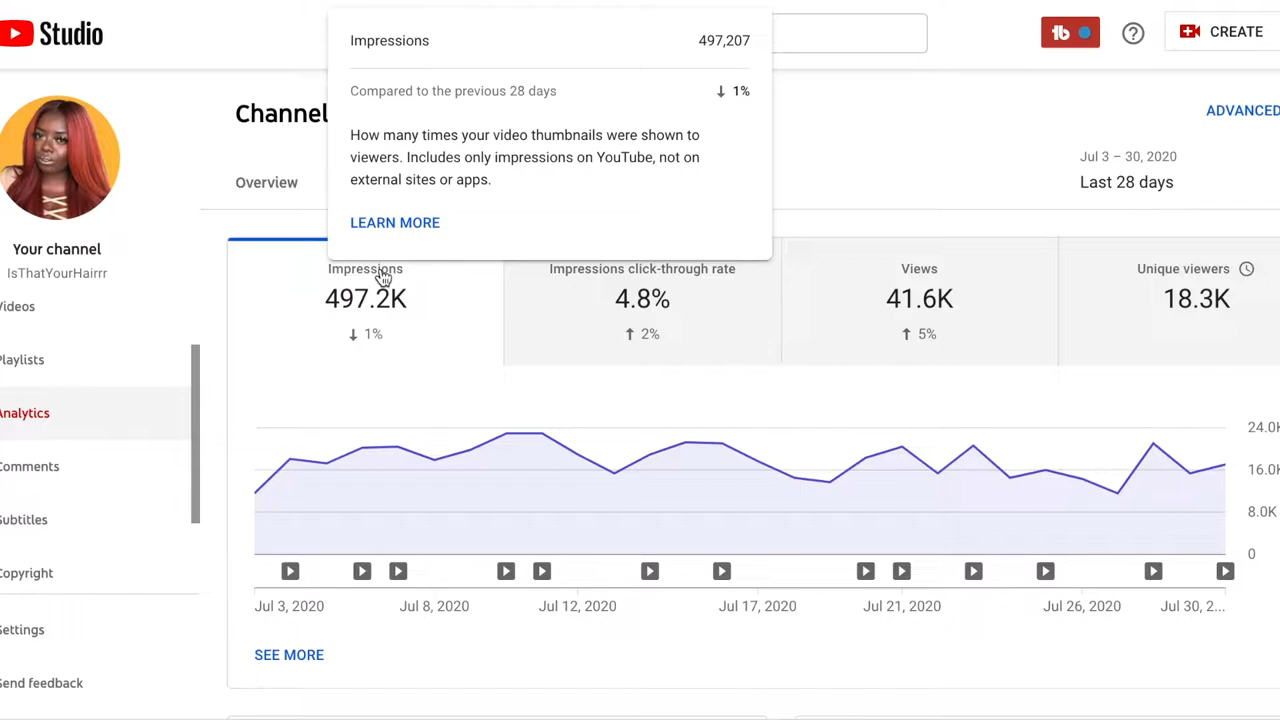 Studio
Impressions 497,207
Compared to the previous 28 days 1%
How many times your video thumbnails were shown to
viewers. Includes only impressions on YouTube, not on
external sites or apps.
LEARN MORE
tb
CREATE
Channel
ADVANCED
Overview
Jul 3 – 30, 2020
Last 28 days
Your channel
IsThatYourHairrr
Videos
Playlists
Analytics
Comments
Subtitles
Copyright
Settings
Send feedback
Impressions
497.2K
1%
Impressions click-through rate
4.8%
2%
Views
41.6K
5%
Unique viewers
18.3K
24.0K
16.0K
8.0K
0
Jul 3, 2020 Jul 8, 2020 Jul 12, 2020 Jul 17, 2020 Jul 21, 2020 Jul 26, 2020 Jul 30, 2...
SEE MORE